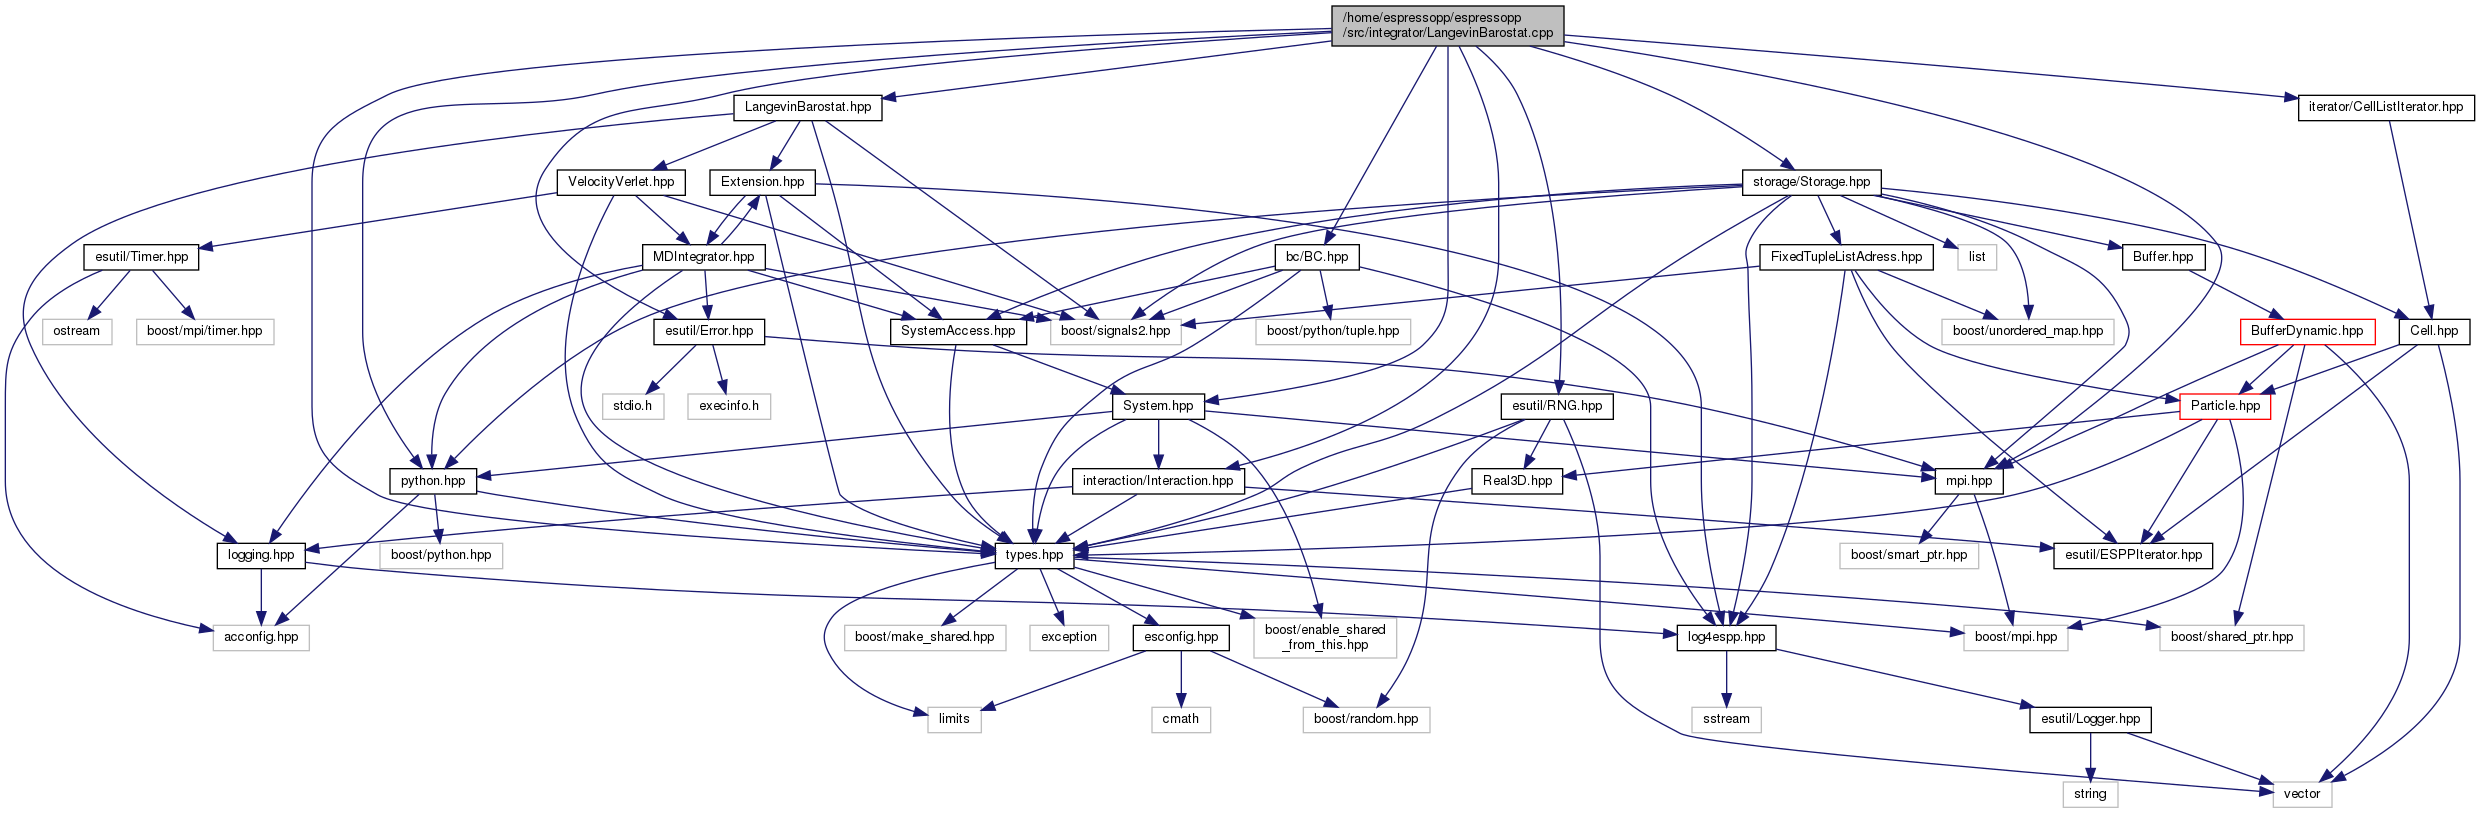 /home/espressopp/espressopp
/src/integrator/LangevinBarostat.cpp
LangevinBarostat.hpp
iterator/CellListIterator.hpp
VelocityVerlet.hpp
Extension.hpp
storage/Storage.hpp
esutil/Timer.hpp
MDIntegrator.hpp
bc/BC.hpp
FixedTupleListAdress.hpp
list
Buffer.hpp
ostream
boost/mpi/timer.hpp
esutil/Error.hpp
SystemAccess.hpp
boost/signals2.hpp
boost/python/tuple.hpp
boost/unordered_map.hpp
BufferDynamic.hpp
Cell.hpp
stdio.h
execinfo.h
System.hpp
esutil/RNG.hpp
Particle.hpp
python.hpp
interaction/Interaction.hpp
Real3D.hpp
mpi.hpp
logging.hpp
boost/python.hpp
types.hpp
boost/smart_ptr.hpp
esutil/ESPPIterator.hpp
acconfig.hpp
boost/make_shared.hpp
exception
esconfig.hpp
boost/enable_shared
_from_this.hpp
log4espp.hpp
boost/mpi.hpp
boost/shared_ptr.hpp
limits
cmath
boost/random.hpp
sstream
esutil/Logger.hpp
string
vector